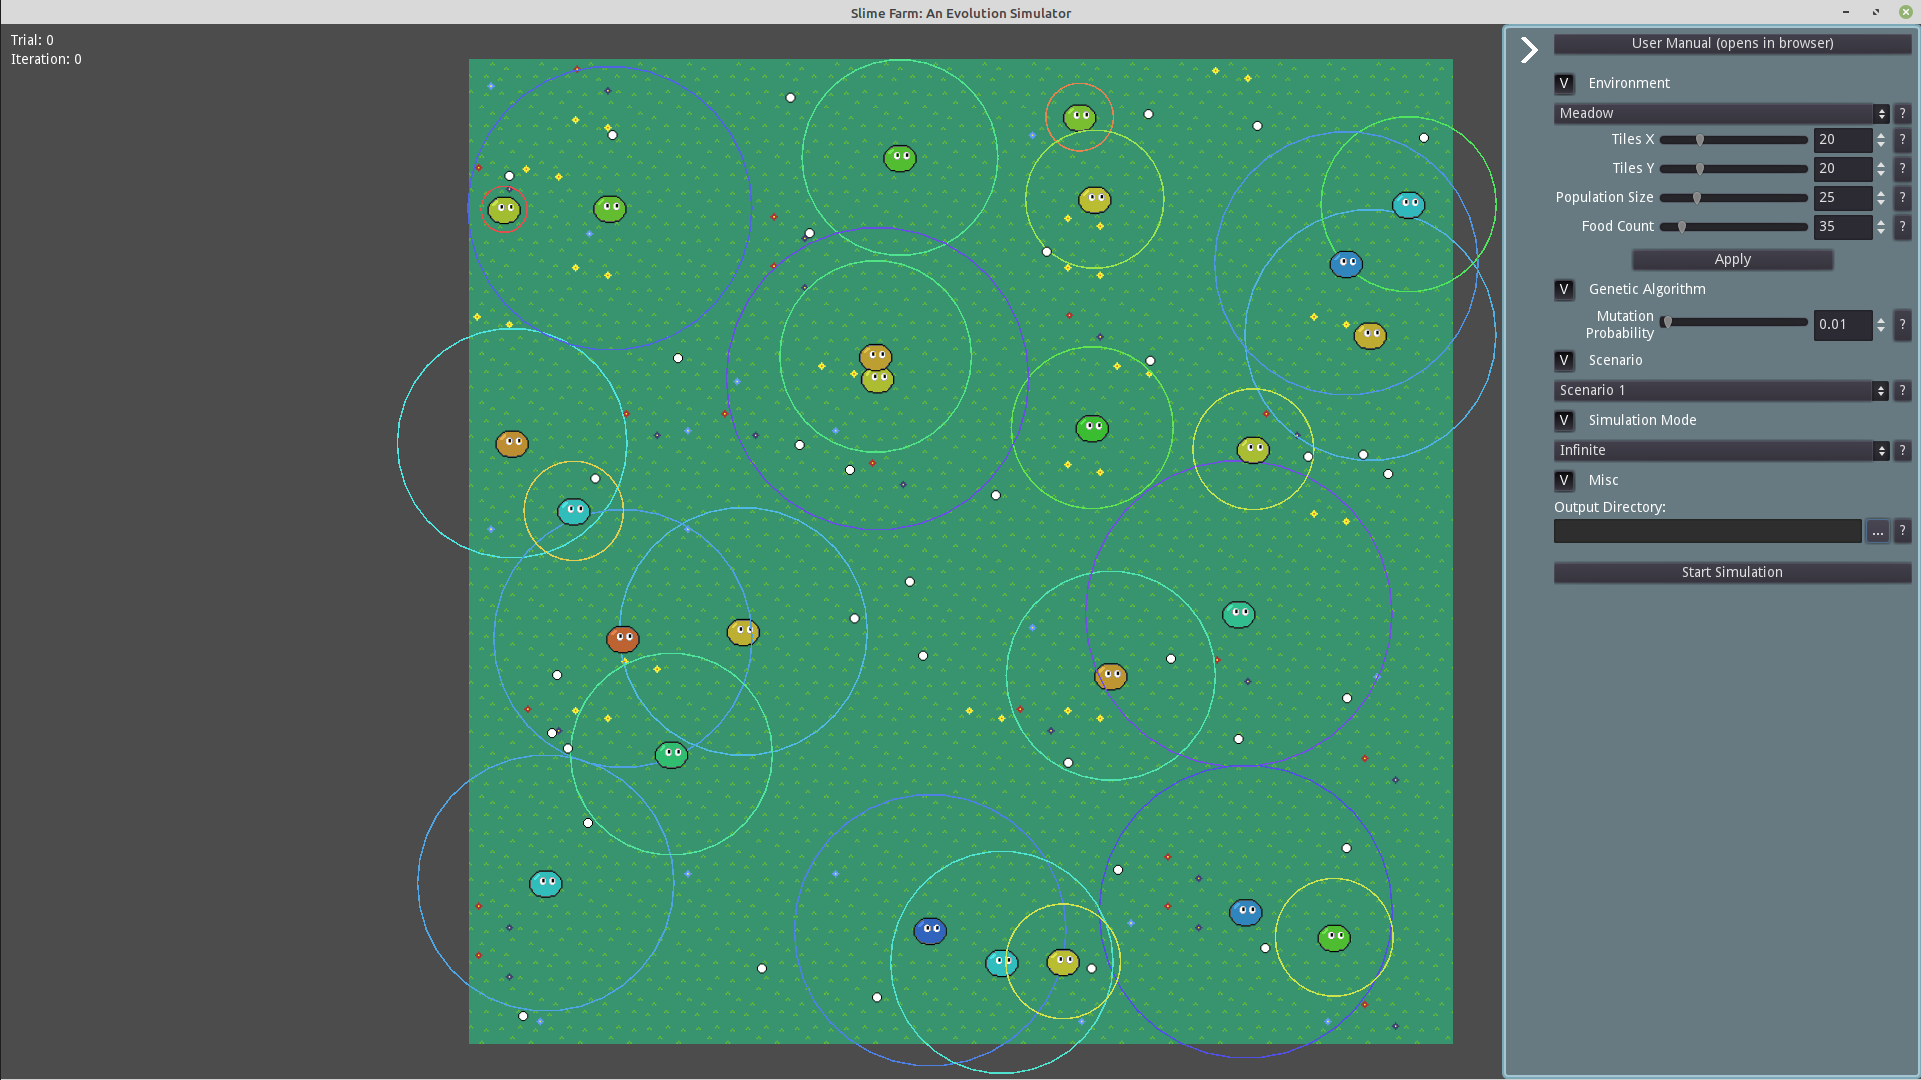 Slime Farm: An Evolution Simulator
Trial: 0
Iteration: 0
User Manual (opens in browser)
V Environment
Meadow ?
Tiles X 20 ?
Tiles Y 20 ?
Population Size 25 ?
Food Count 35 ?
Apply
V Genetic Algorithm
Mutation
Probability 0.01 ?
V Scenario
Scenario 1 ?
V Simulation Mode
Infinite ?
V Misc
Output Directory:
... ?
Start Simulation